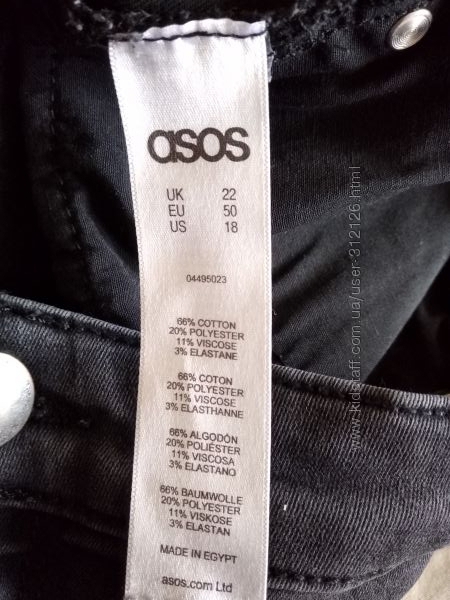 asos
UK 22
EU 50
US 18
04495023
66% COTTON
20% POLYESTER
11% VISCOSE
3% ELASTANE
66% COTON
20% POLYESTER
11% VISCOSE
3% ELASTHANNE
66% ALGODÓN
20% POLIÉSTER
11% VISCOSA
3% ELASTANO
66% BAUMWOLLE
20% POLYESTER
11% VISKOSE
3% ELASTAN
MADE IN EGYPT
asos.com Ltd
www.kidstaff.com.ua/user-312126.html